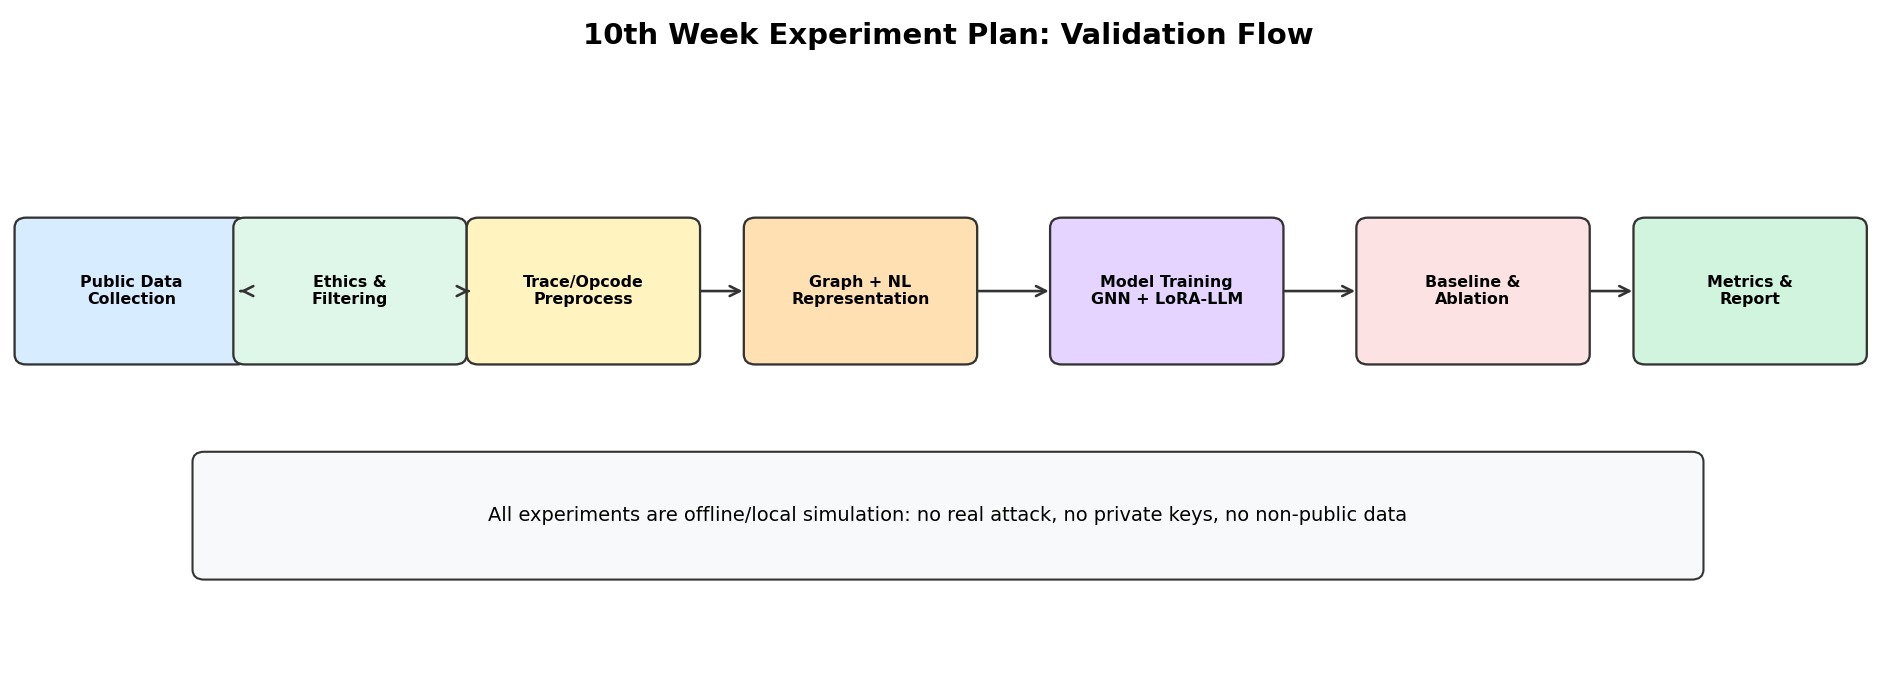 10th Week Experiment Plan: Validation Flow
Public Data
Collection
Ethics &
Filtering
Trace/Opcode
Preprocess
Graph + NL
Representation
Model Training
GNN + LoRA-LLM
Baseline &
Ablation
Metrics &
Report
All experiments are offline/local simulation: no real attack, no private keys, no non-public data